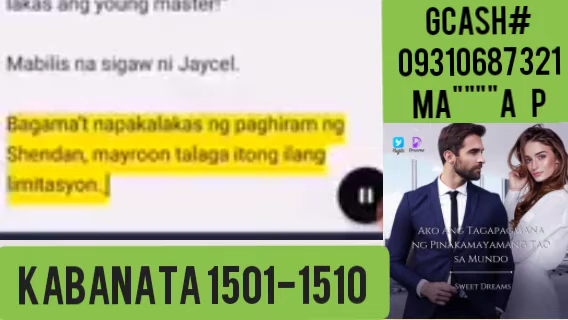 lakas ang young master!"
Mabilis na sigaw ni Jaycel.
Bagama't napakalakas ng paghiram ng
Shendan, mayroon talaga itong ilang
limitasyon.
GCASH#
09310687321
MA""""A P
AKO ANG TAGAPAGMANA
NG PINAKAMAYAMANG TAO
SA MUNDO
SWEET DREAMS
KABANATA 1501-1510